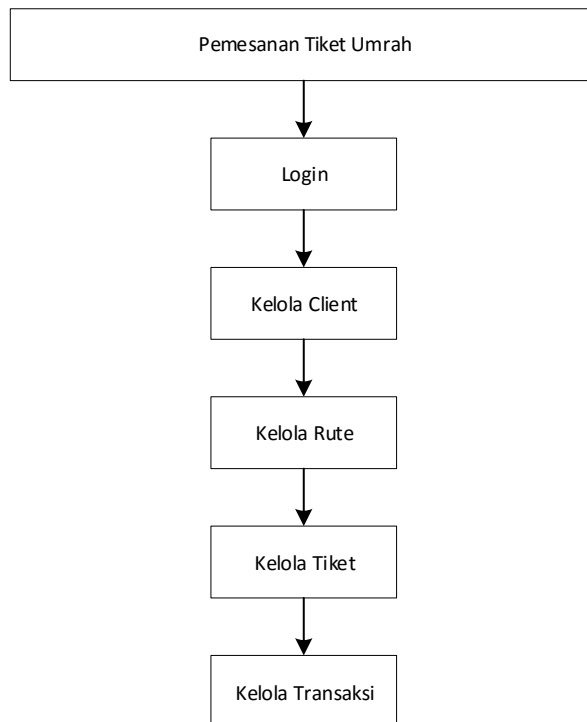 Pemesanan Tiket Umrah
Login
Kelola Client
Kelola Rute
Kelola Tiket
Kelola Transaksi